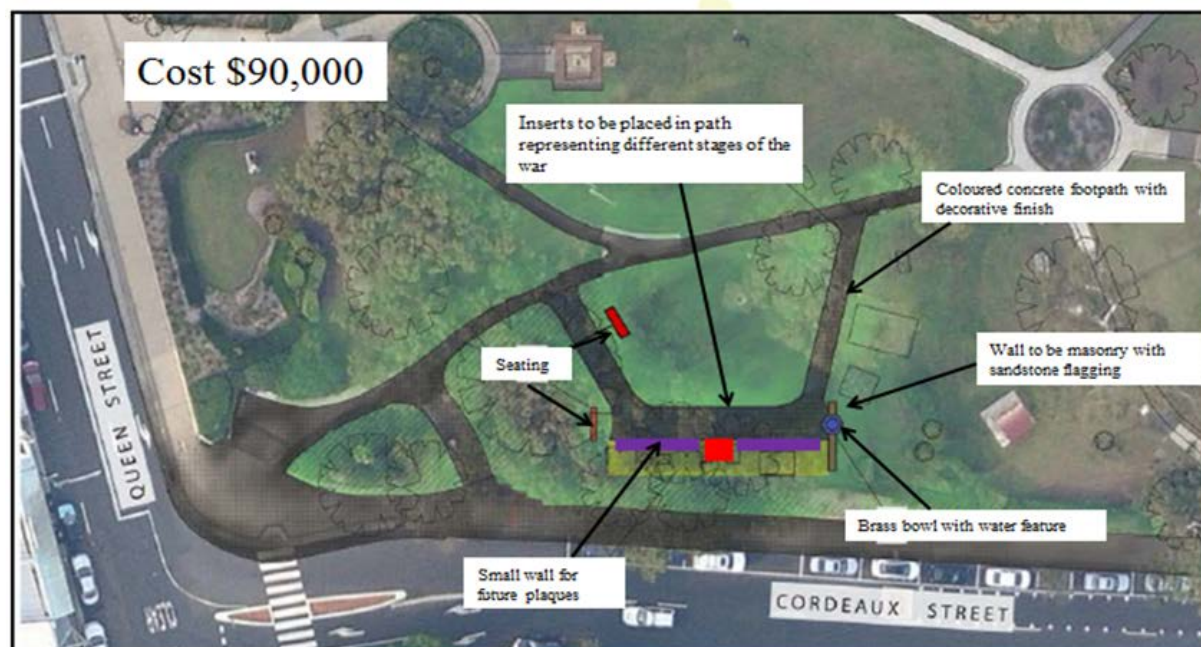 Cost $90,000
Inserts to be placed in path
representing different stages of the
war
Coloured concrete footpath with
decorative finish
Seating
Wall to be masonry with
sandstone flagging
QUEEN STREET
Brass bowl with water feature
Small wall for
future plaques
CORDEAUX STREET